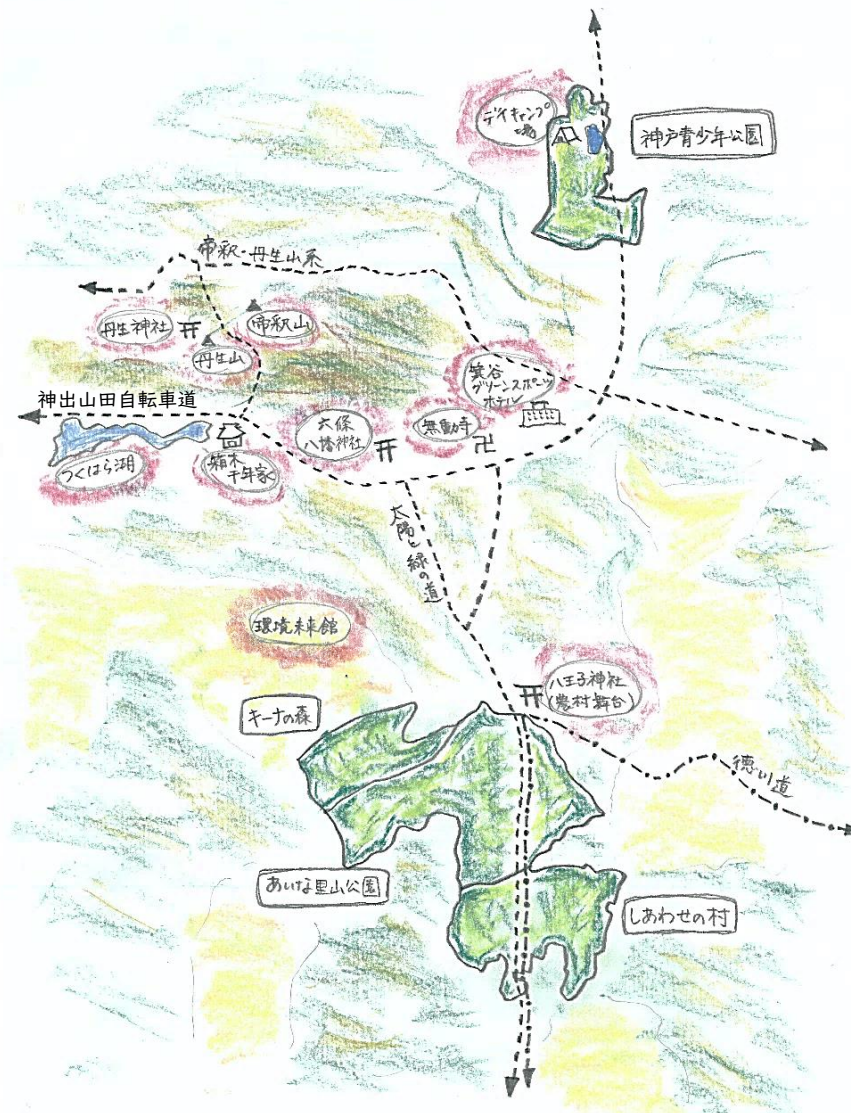 デイキャンプ
場
神戸青少年公園
帝釈・丹生山系
丹生神社
帝釈山
丹生山
箕谷
グリーンスポーツ
ホテル
神出山田自転車道
六條
八幡神社
無動寺
つくはら湖
箱木
千年家
太陽と緑の道
環境未来館
八王子神社
(農村舞台)
キーナの森
徳川道
あいな里山公園
しあわせの村